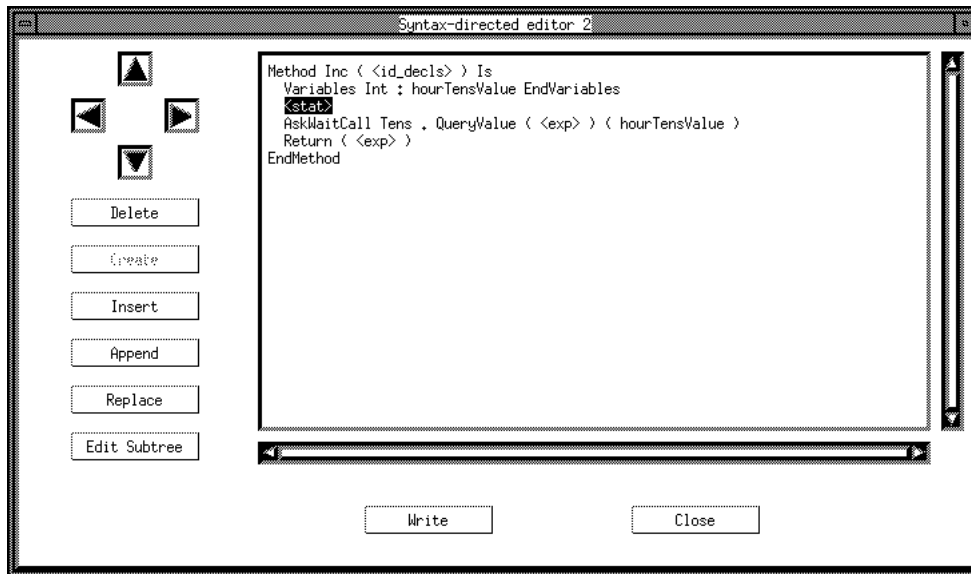 Syntax-directed editor 2
Method Inc ( <id_decls> ) Is
Variables Int : hourTensValue EndVariables
<stat>
AskWaitCall Tens . QueryValue ( <exp> ) ( hourTensValue )
Return ( <exp> )
EndMethod
Delete
Create
Insert
Append
Replace
Edit Subtree
Write
Close